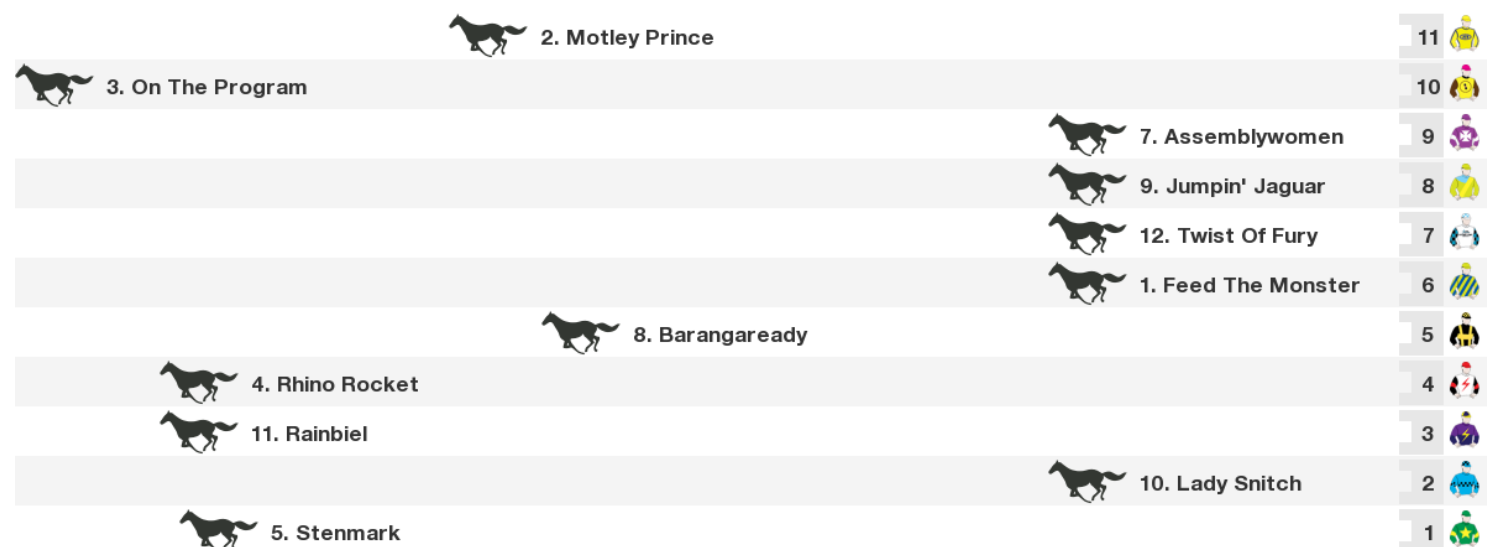 2. Motley Prince 11
3. On The Program 10
7. Assemblywomen 9
9. Jumpin' Jaguar 8
12. Twist Of Fury 7
1. Feed The Monster 6
8. Barangaready 5
4. Rhino Rocket 4
11. Rainbiel 3
10. Lady Snitch 2
5. Stenmark 1